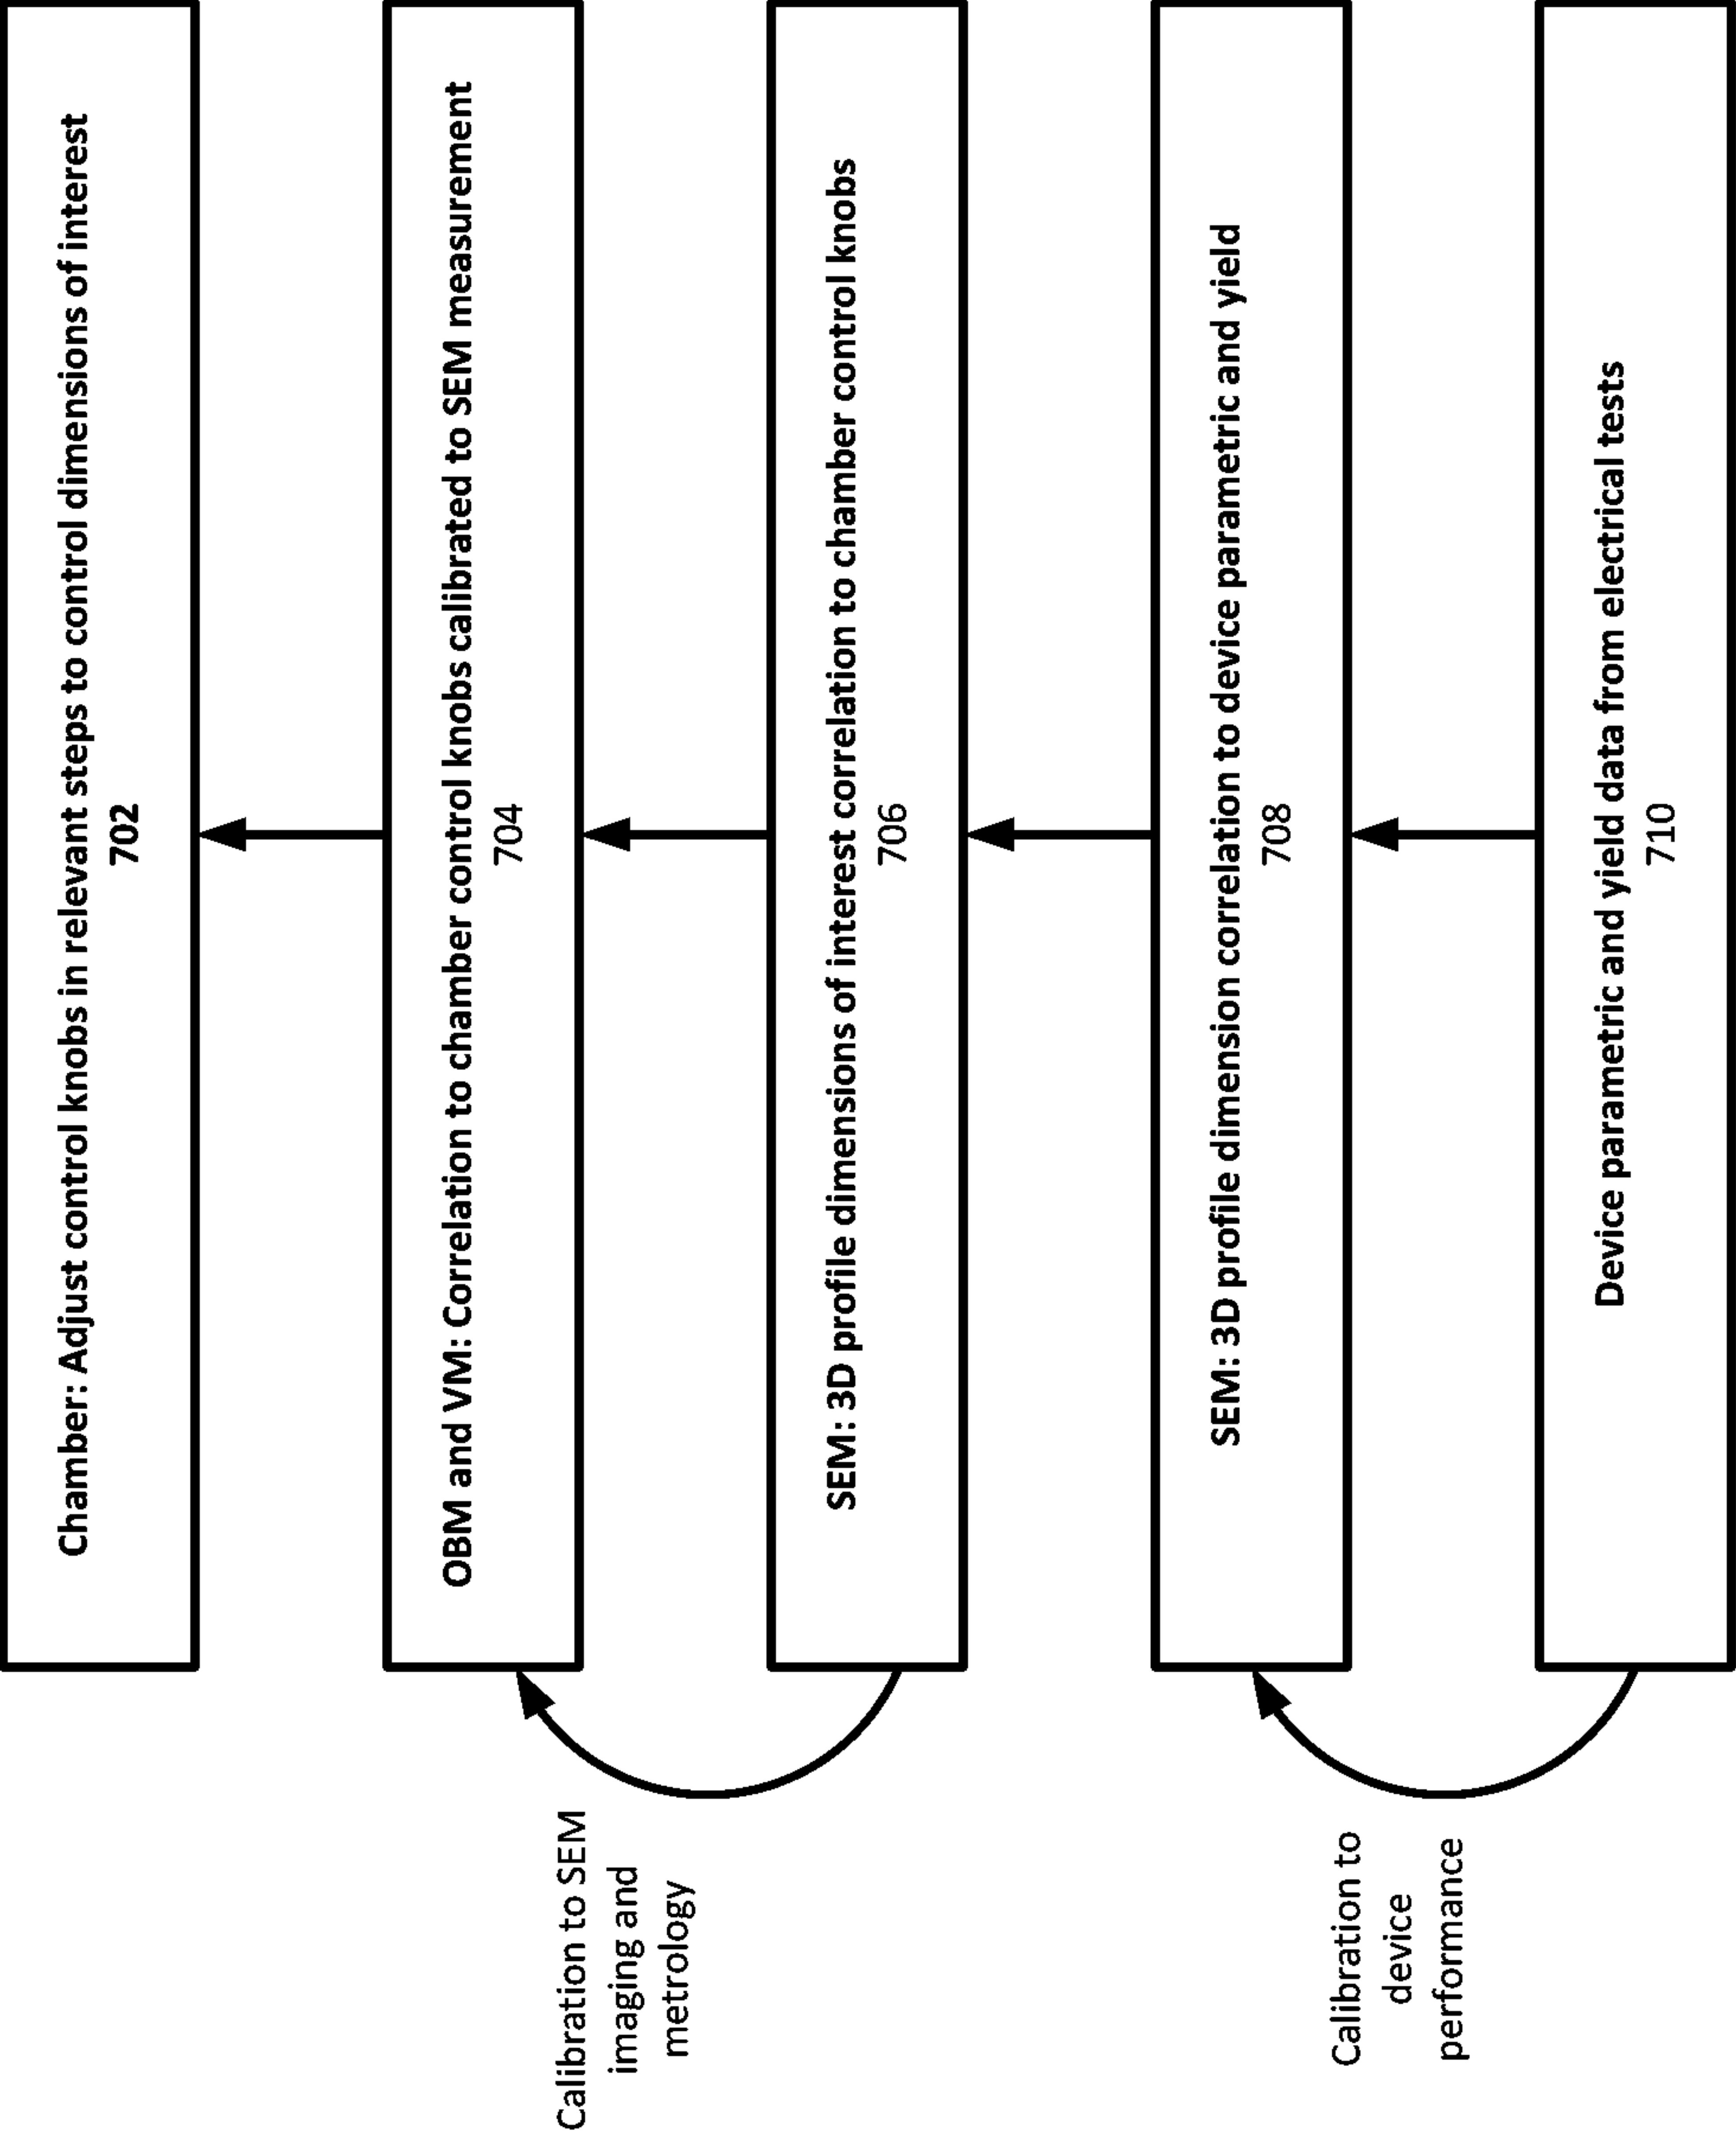 Chamber: Adjust control knobs in relevant steps to control dimensions of interest
702
OBM and VM: Correlation to chamber control knobs calibrated to SEM measurement
704
Calibration to SEM
imaging and
metrology
SEM: 3D profile dimensions of interest correlation to chamber control knobs
706
SEM: 3D profile dimension correlation to device parametric and yield
708
Calibration to
device
performance
Device parametric and yield data from electrical tests
710